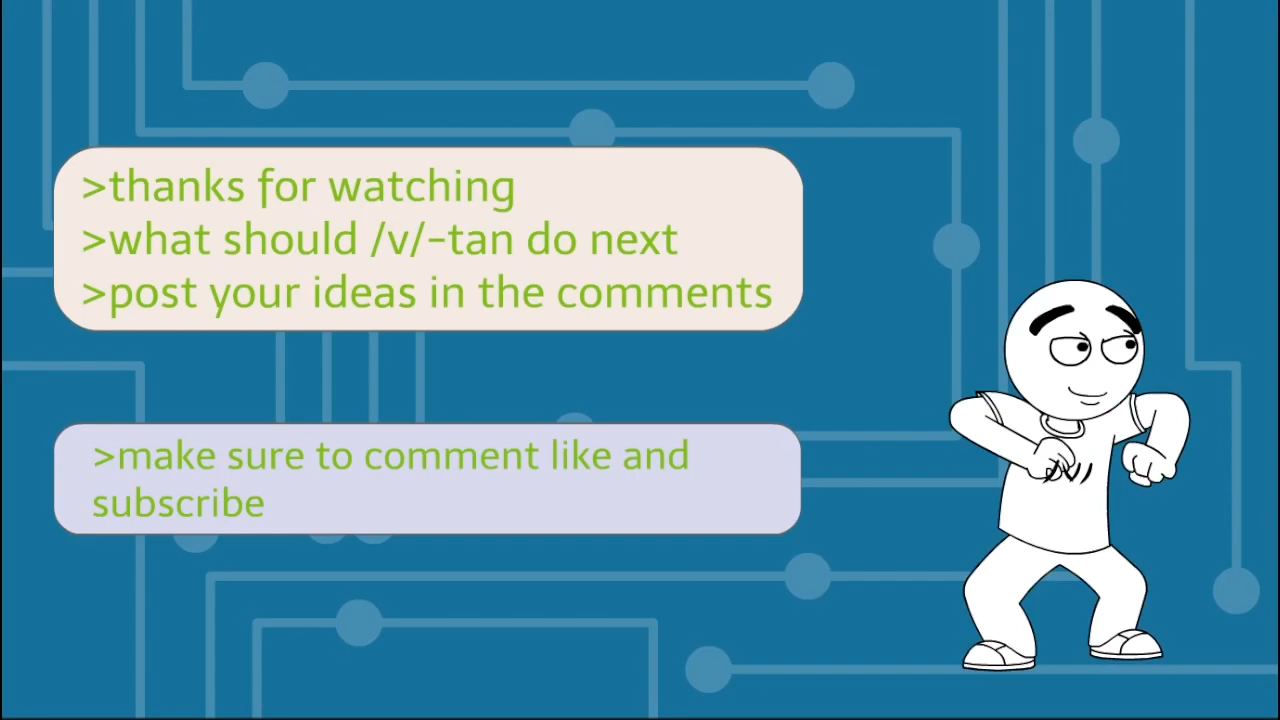 >thanks for watching
>what should /v/-tan do next
>post your ideas in the comments
>make sure to comment like and
subscribe
/v/